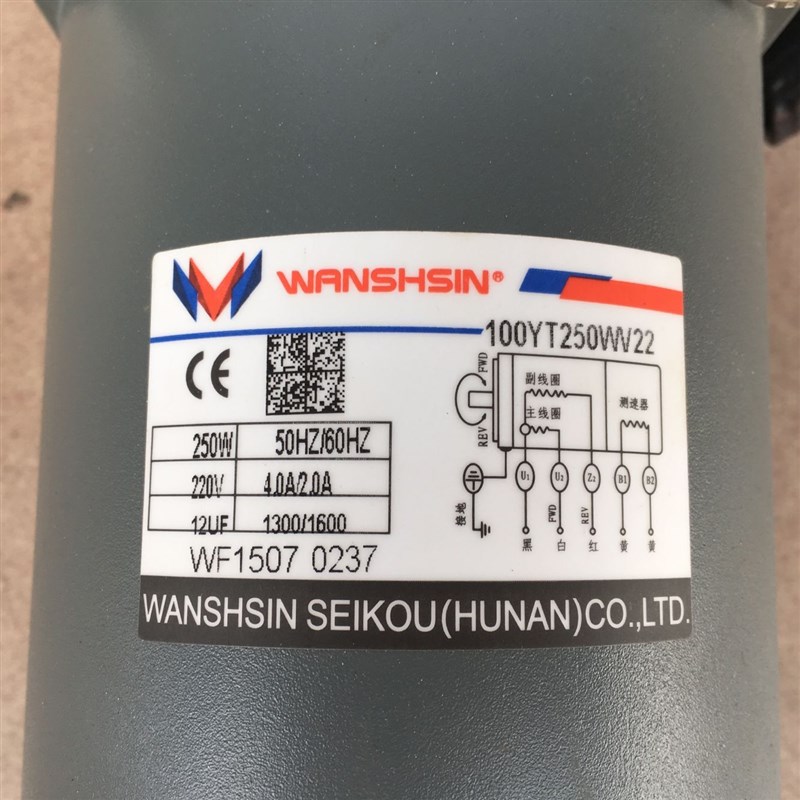 WANSHSIN®
100YT250WV22
CE
250W 50HZ/60HZ
220V 4.0A/2.0A
12UF 1300/1600
WF1507 0237
FWD
REV
副线圈
主线圈
测速器
U1 U2 Z2 B1 B2
接地
FWD
REV
黑 白 红 黄 黄
WANSHSIN SEIKOU(HUNAN)CO.,LTD.